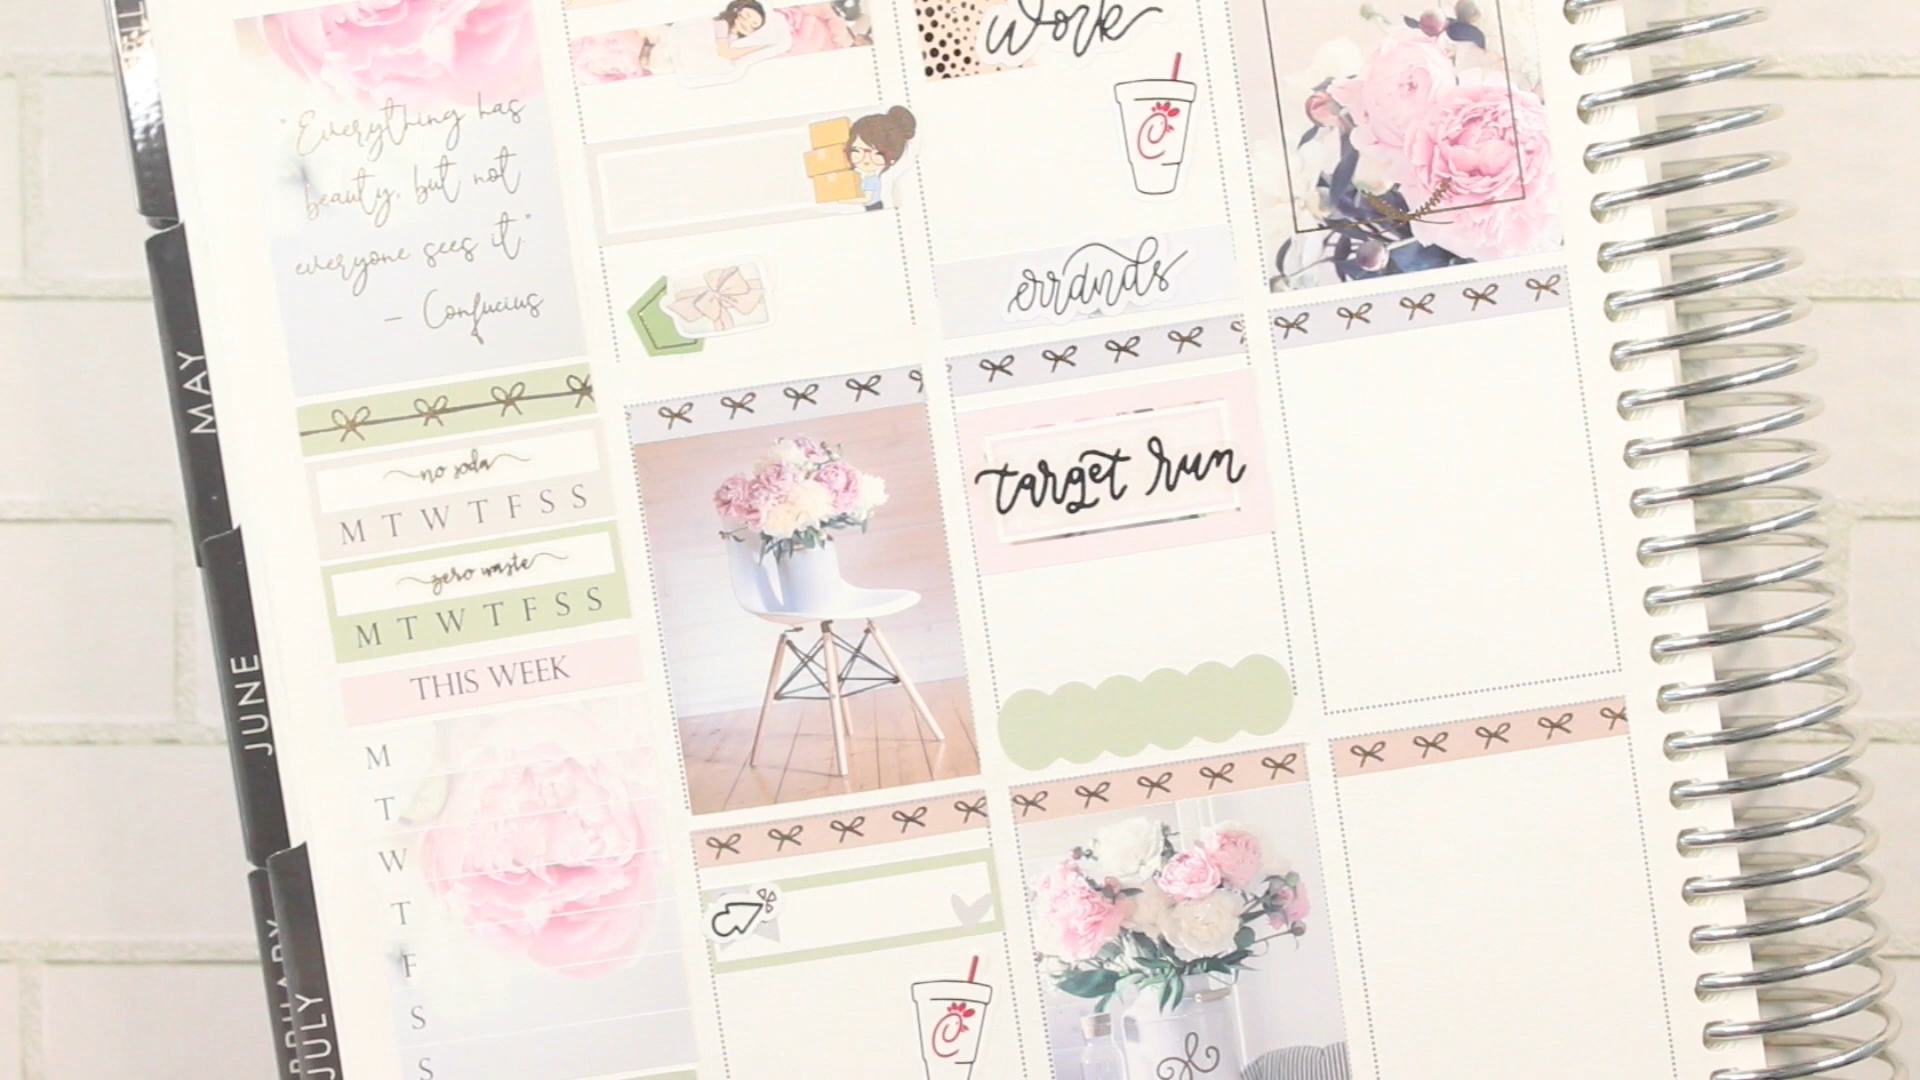 "Everything has
beauty, but not
everyone sees it."
– Confucius
no soda
M T W T F S S
zero waste
M T W T F S S
THIS WEEK
M
T
W
T
F
S
S
work
errands
target run
MAY
JUNE
JULY